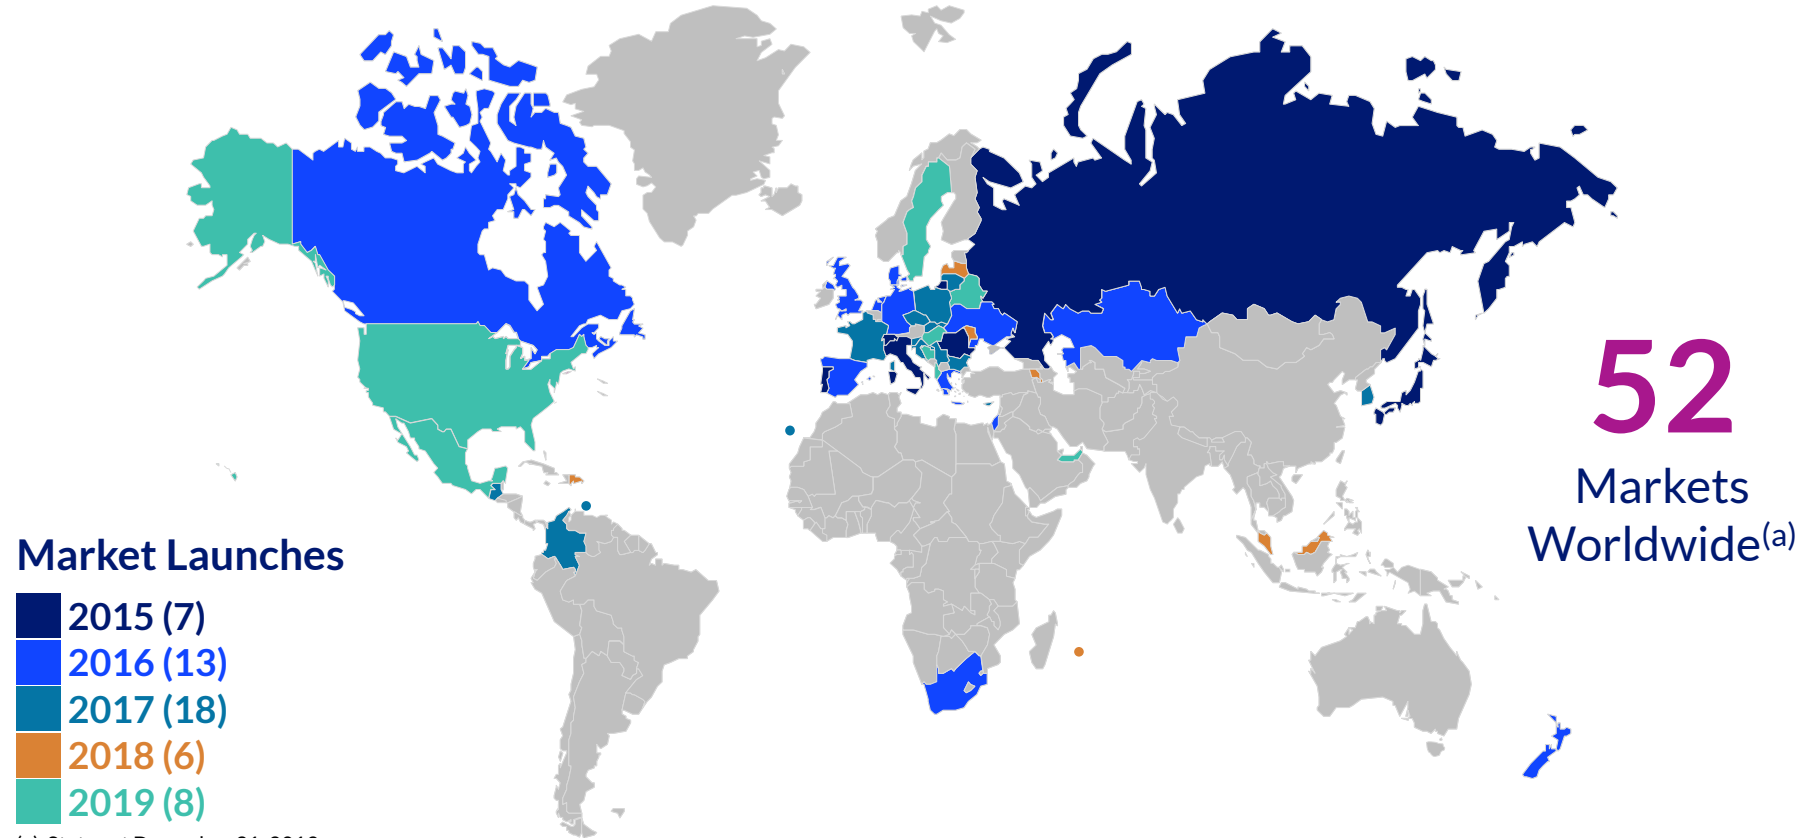 52
Markets
Worldwide(a)
Market Launches
2015 (7)
2016 (13)
2017 (18)
2018 (6)
2019 (8)